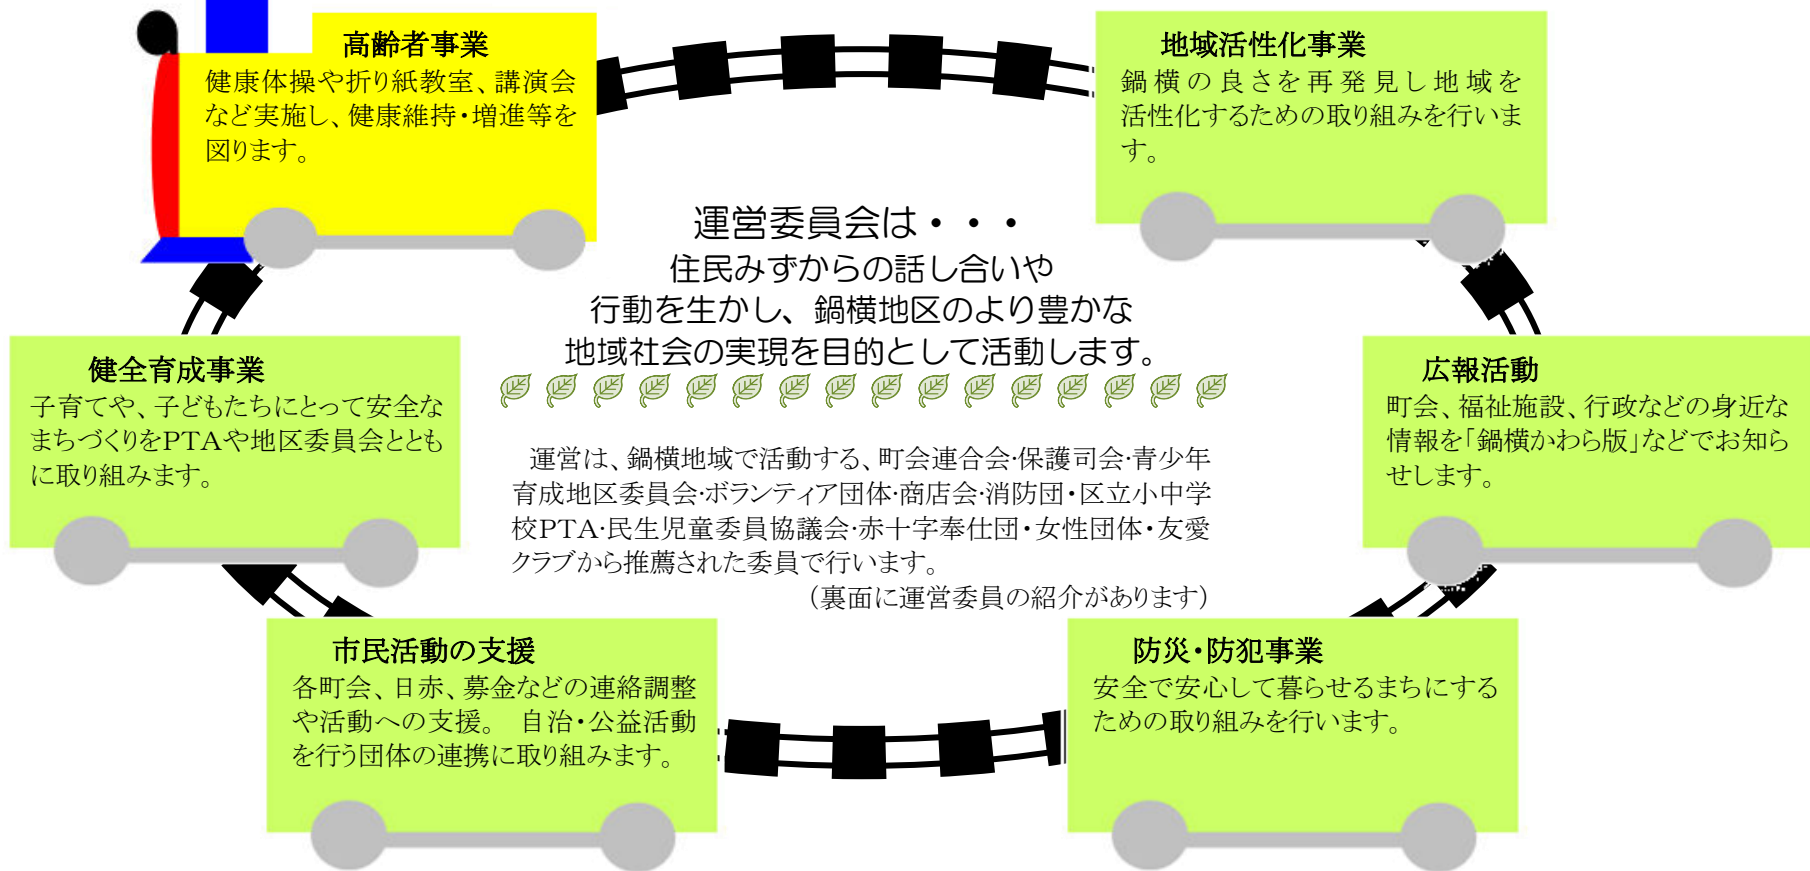 高齢者事業
健康体操や折り紙教室、講演会
など実施し、健康維持・増進等を
図ります。
地域活性化事業
鍋横の良さを再発見し地域を
活性化するための取り組みを行いま
す。
運営委員会は・・・
住民みずからの話し合いや
行動を生かし、鍋横地区のより豊かな
地域社会の実現を目的として活動します。
健全育成事業
子育てや、子どもたちにとって安全な
まちづくりをPTAや地区委員会ととも
に取り組みます。
広報活動
町会、福祉施設、行政などの身近な
情報を「鍋横かわら版」などでお知ら
せします。
運営は、鍋横地域で活動する、町会連合会・保護司会・青少年
育成地区委員会・ボランティア団体・商店会・消防団・区立小中学
校PTA・民生児童委員協議会・赤十字奉仕団・女性団体・友愛
クラブから推薦された委員で行います。
（裏面に運営委員の紹介があります）
市民活動の支援
各町会、日赤、募金などの連絡調整
や活動への支援。　自治・公益活動
を行う団体の連携に取り組みます。
防災・防犯事業
安全で安心して暮らせるまちにする
ための取り組みを行います。